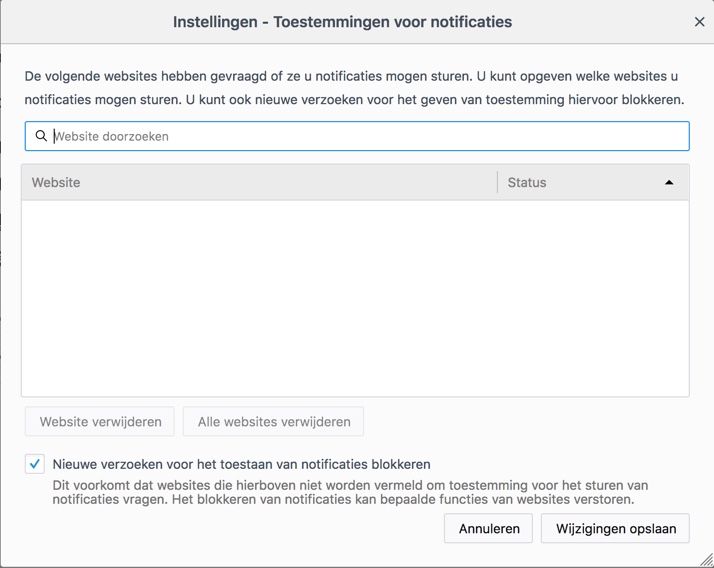 Instellingen - Toestemmingen voor notificaties
De volgende websites hebben gevraagd of ze u notificaties mogen sturen. U kunt opgeven welke websites u
notificaties mogen sturen. U kunt ook nieuwe verzoeken voor het geven van toestemming hiervoor blokkeren.
Website doorzoeken
Website Status
Website verwijderen Alle websites verwijderen
Nieuwe verzoeken voor het toestaan van notificaties blokkeren
Dit voorkomt dat websites die hierboven niet worden vermeld om toestemming voor het sturen van
notificaties vragen. Het blokkeren van notificaties kan bepaalde functies van websites verstoren.
Annuleren Wijzigingen opslaan